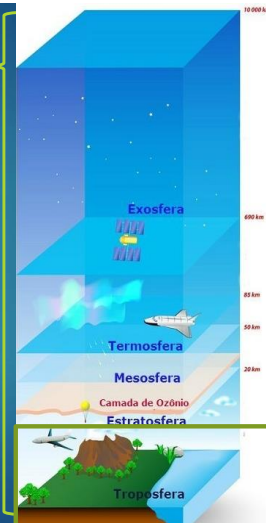 10 000 k
Exosfera
690 km
85 km
Termosfera
50 km
Mesosfera
20 km
Camada de Ozônio
Estratosfera
Troposfera